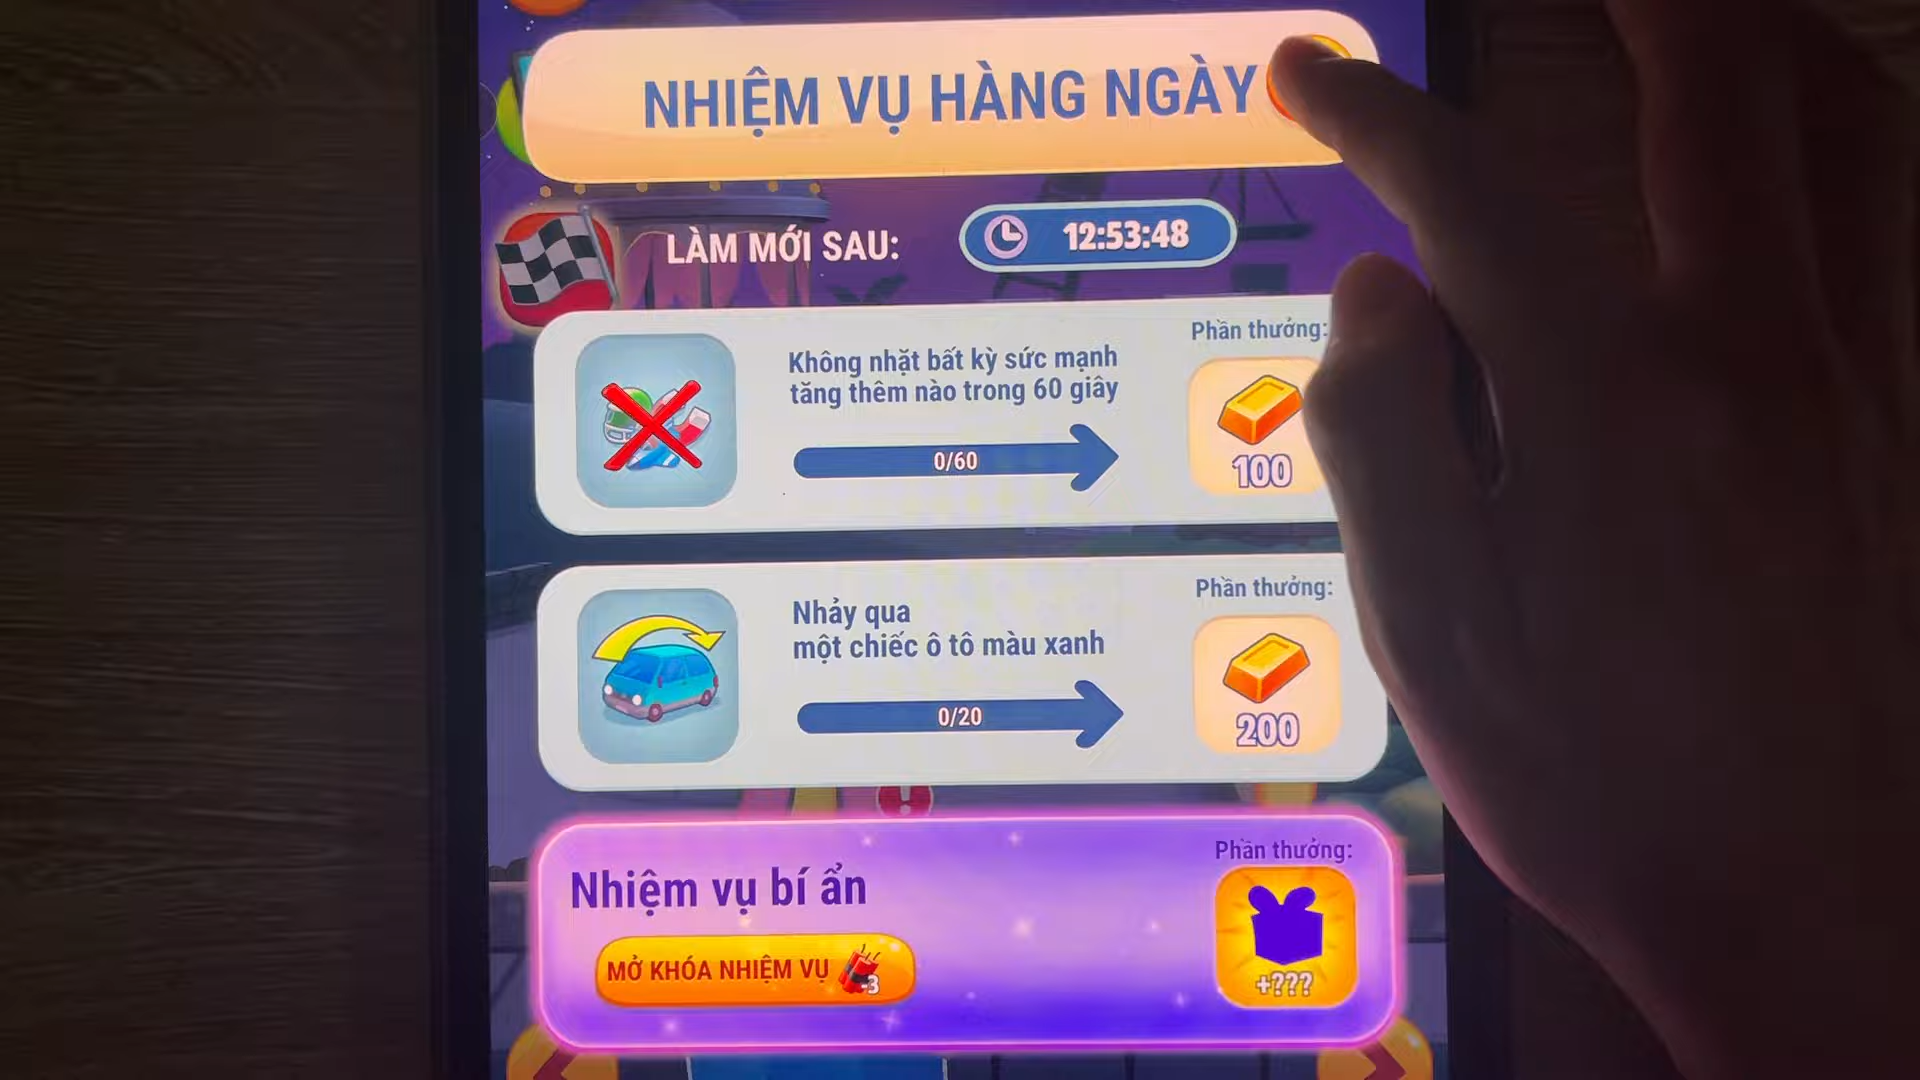 NHIỆM VỤ HÀNG NGÀY
LÀM MỚI SAU:
12:53:48
Không nhặt bất kỳ sức mạnh
tăng thêm nào trong 60 giây
0/60
Phần thưởng:
100
Nhảy qua
một chiếc ô tô màu xanh
0/20
Phần thưởng:
200
Nhiệm vụ bí ẩn
MỞ KHÓA NHIỆM VỤ
-3
Phần thưởng:
+???